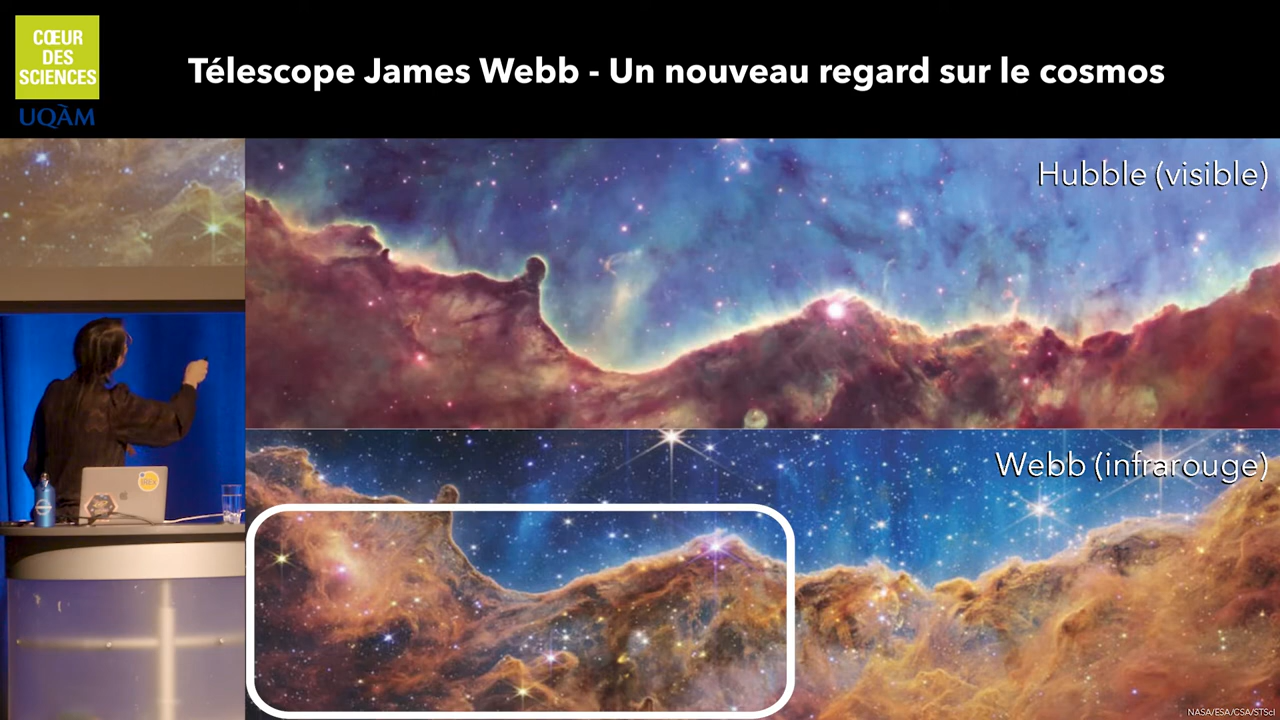 CŒUR
DES
SCIENCES
UQÀM
Télescope James Webb - Un nouveau regard sur le cosmos
Hubble (visible)
Webb (infrarouge)
iREx
NASA/ESA/CSA/STScI